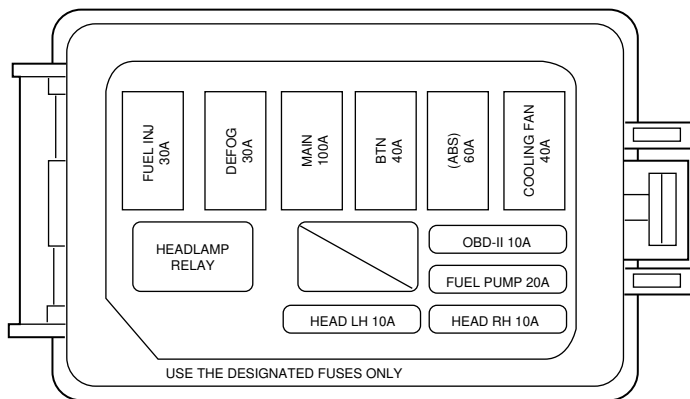 FUEL INJ
30A
DEFOG
30A
MAIN
100A
BTN
40A
(ABS)
60A
COOLING FAN
40A
HEADLAMP
RELAY
OBD-II 10A
FUEL PUMP 20A
HEAD LH 10A
HEAD RH 10A
USE THE DESIGNATED FUSES ONLY